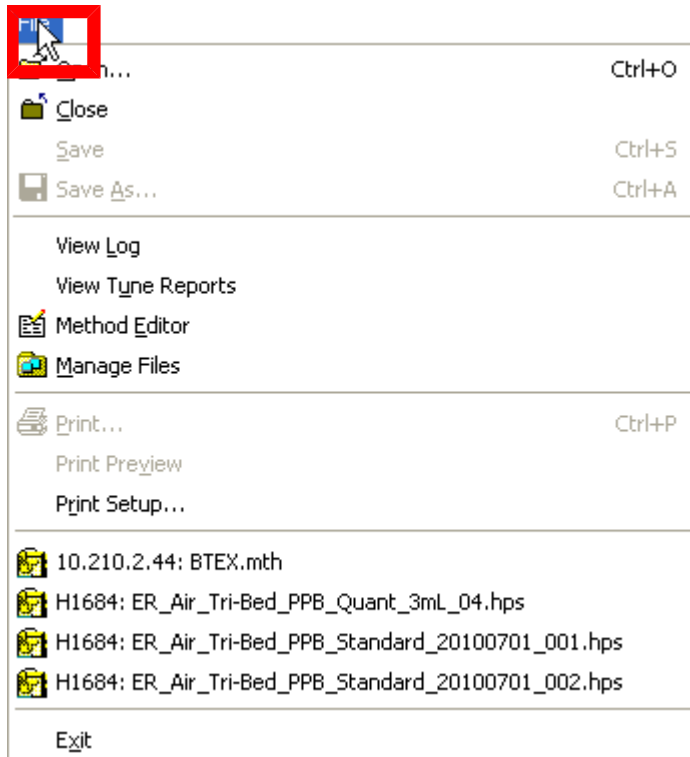 File
Open... Ctrl+O
Close
Save Ctrl+S
Save As... Ctrl+A
View Log
View Tune Reports
Method Editor
Manage Files
Print... Ctrl+P
Print Preview
Print Setup...
10.210.2.44: BTEX.mth
H1684: ER_Air_Tri-Bed_PPB_Quant_3mL_04.hps
H1684: ER_Air_Tri-Bed_PPB_Standard_20100701_001.hps
H1684: ER_Air_Tri-Bed_PPB_Standard_20100701_002.hps
Exit